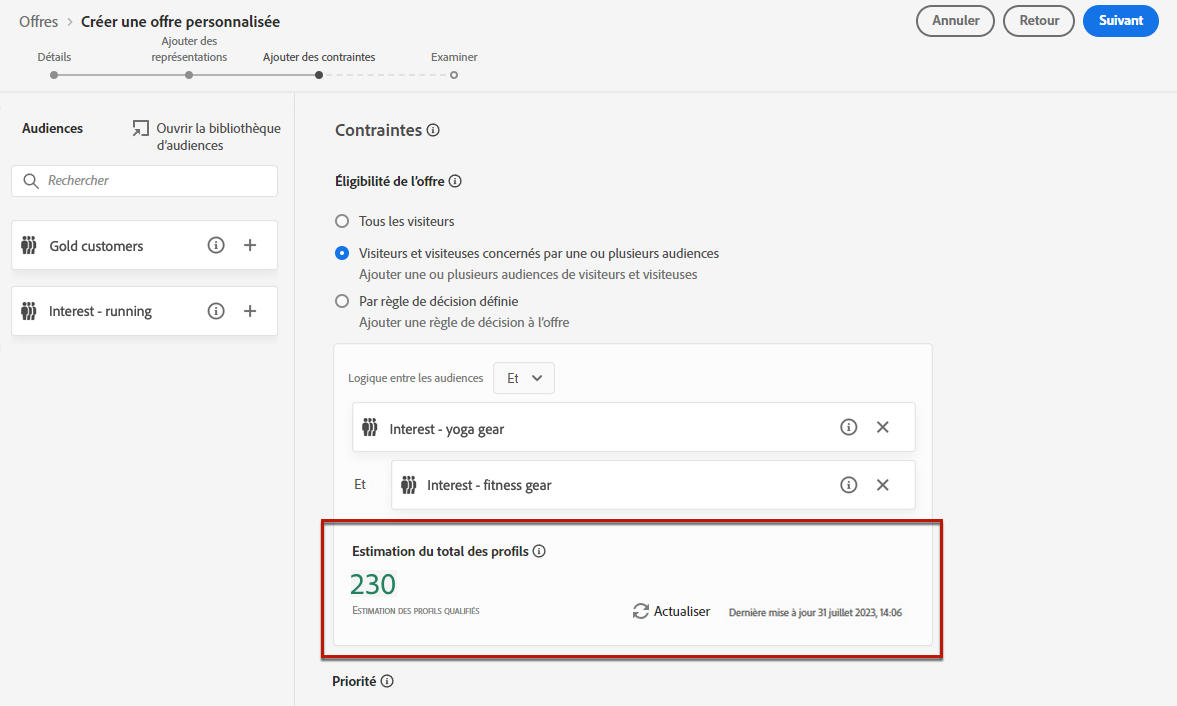 Offres > Créer une offre personnalisée
Annuler
Retour
Suivant
Détails
Ajouter des
représentations
Ajouter des contraintes
Examiner
Audiences
Ouvrir la bibliothèque
d'audiences
Rechercher
Gold customers
Interest - running
Contraintes
Éligibilité de l'offre
Tous les visiteurs
Visiteurs et visiteuses concernés par une ou plusieurs audiences
Ajouter une ou plusieurs audiences de visiteurs et visiteuses
Par règle de décision définie
Ajouter une règle de décision à l'offre
Logique entre les audiences
Et
Interest - yoga gear
Et
Interest - fitness gear
Estimation du total des profils
230
Estimation des profils qualifiés
Actualiser
Dernière mise à jour 31 juillet 2023, 14:06
Priorité